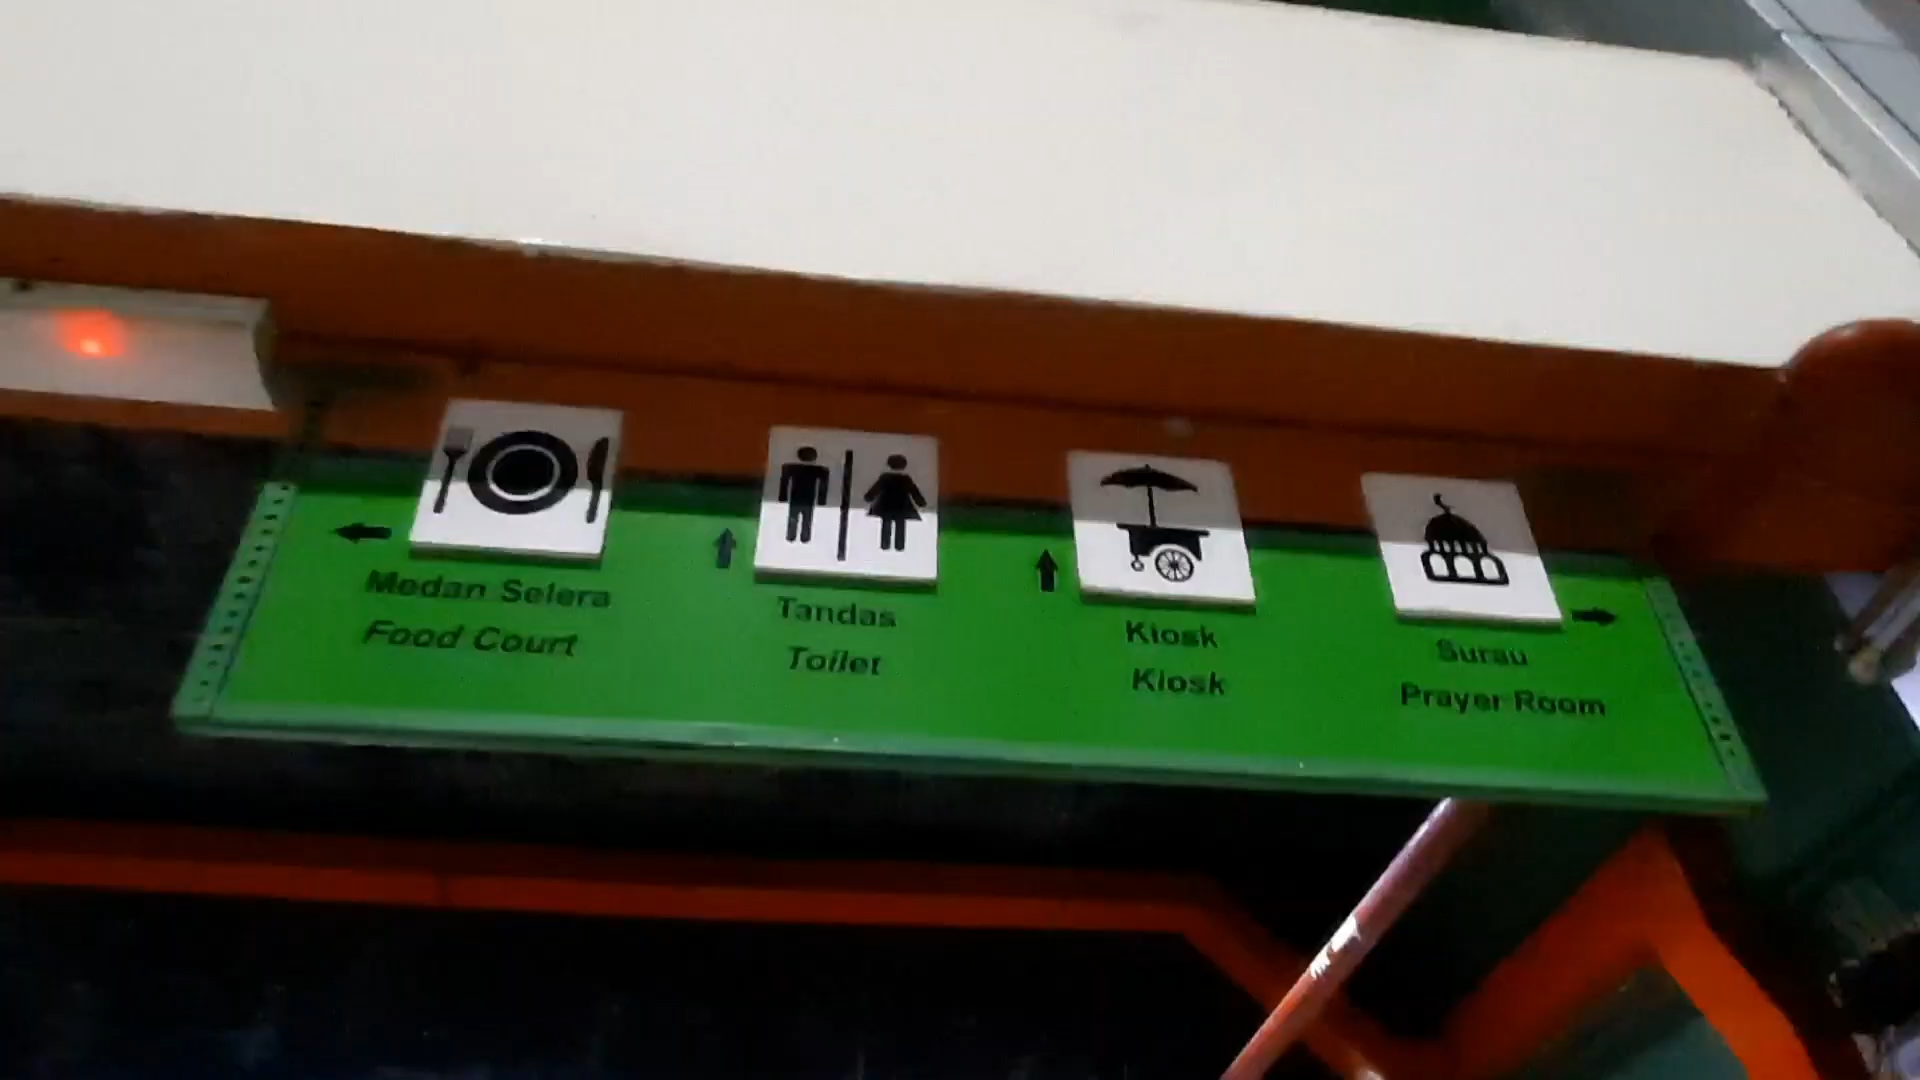 Medan Selera
Food Court
Tandas
Toilet
Kiosk
Kiosk
Surau
Prayer Room